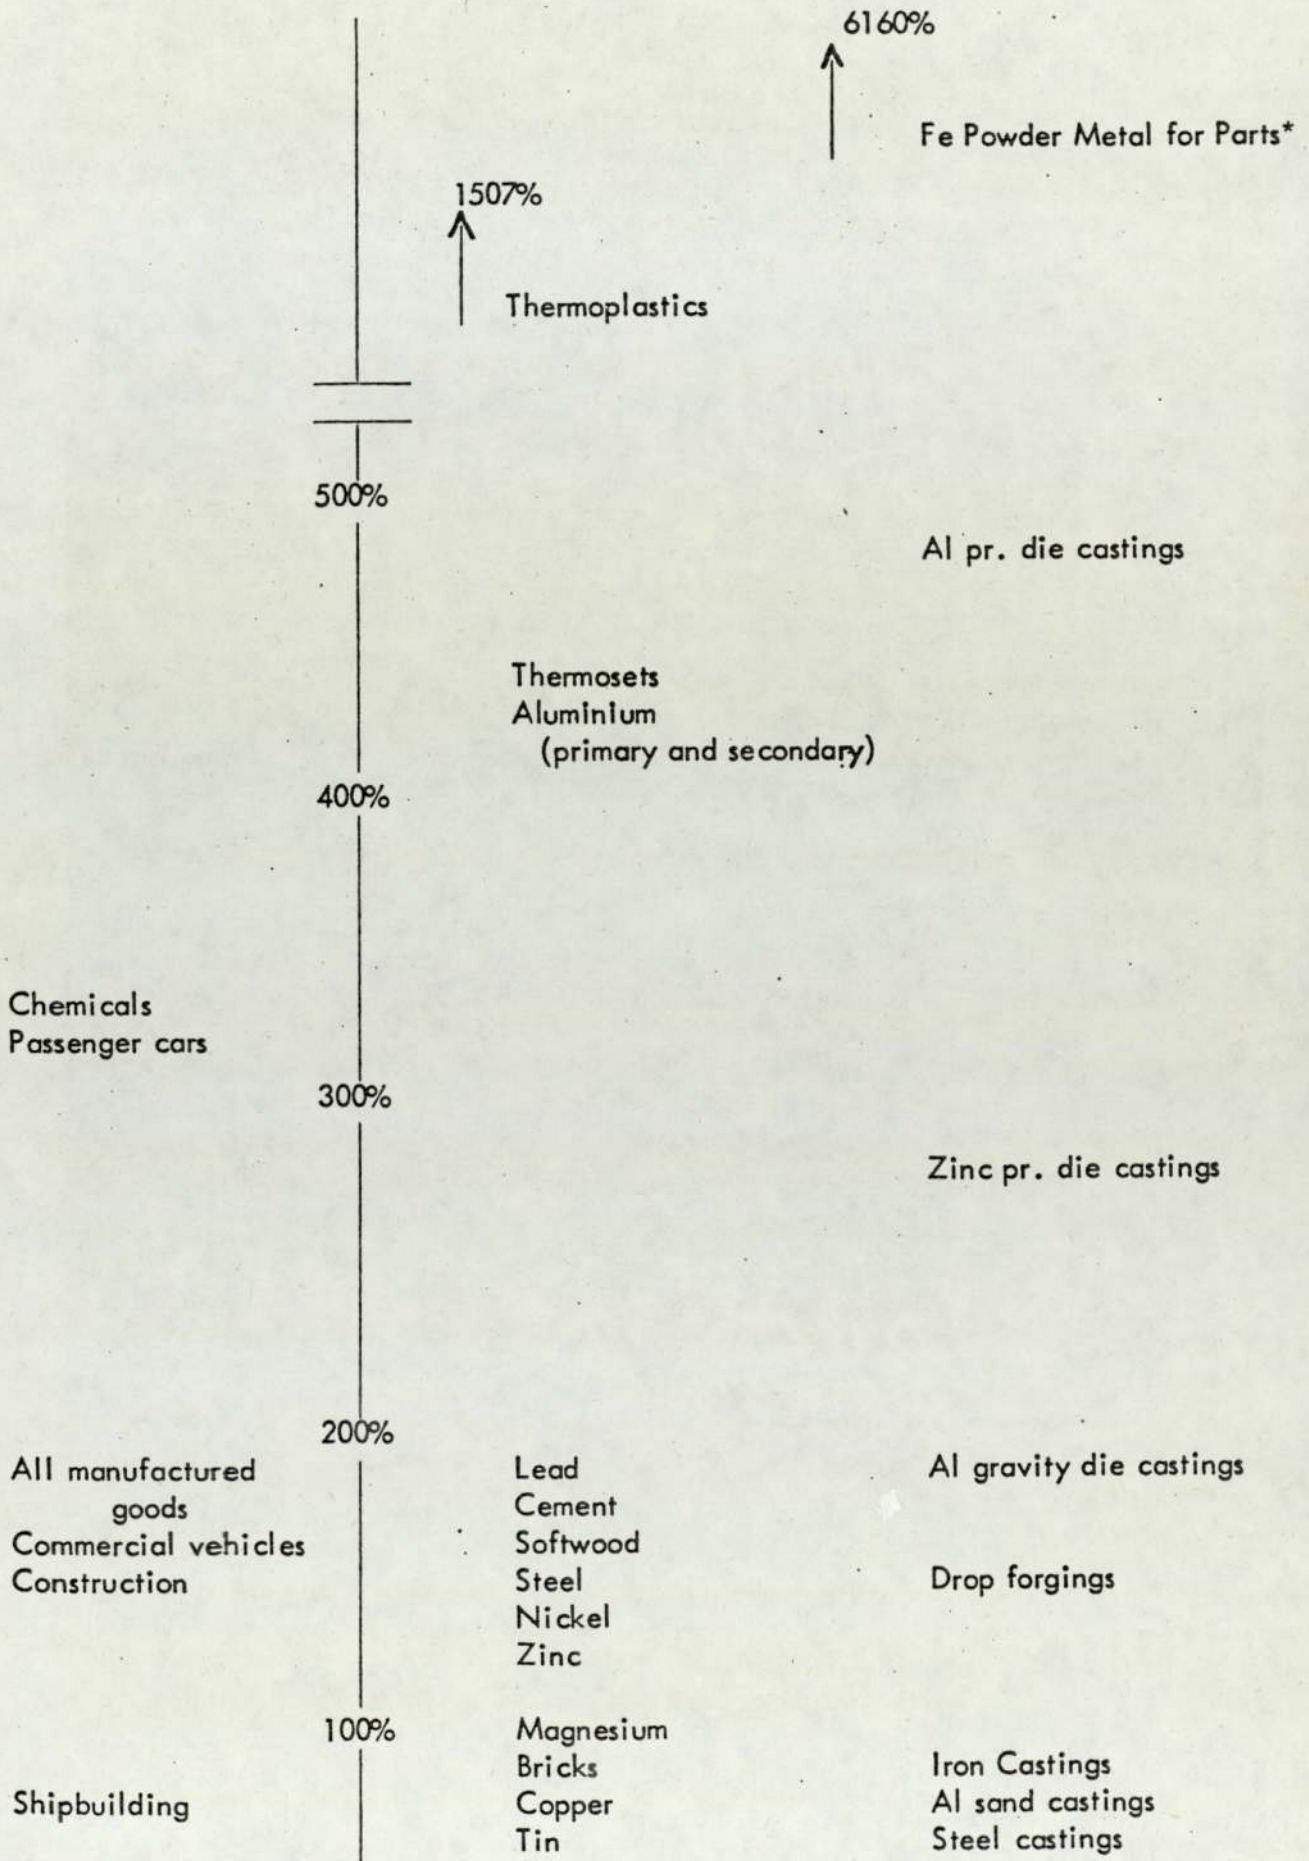 6160%
Fe Powder Metal for Parts*
1507%
Thermoplastics
500%
Al pr. die castings
Thermosets
Aluminium
(primary and secondary)
400%
Chemicals
Passenger cars
300%
Zinc pr. die castings
200%
All manufactured
goods
Commercial vehicles
Construction
Lead
Cement
Softwood
Steel
Nickel
Zinc
Al gravity die castings
Drop forgings
100%
Magnesium
Bricks
Copper
Tin
Shipbuilding
Iron Castings
Al sand castings
Steel castings